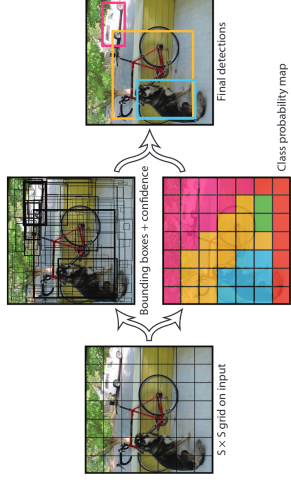 S × S grid on input
Bounding boxes + confidence
Class probability map
Final detections